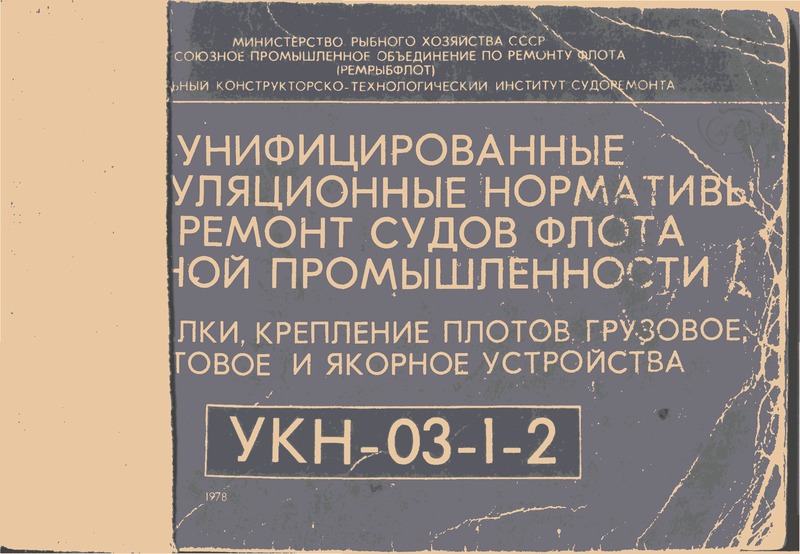 МИНИСТЕРСТВО РЫБНОГО ХОЗЯЙСТВА СССР
СОЮЗНОЕ ПРОМЫШЛЕННОЕ ОБЪЕДИНЕНИЕ ПО РЕМОНТУ ФЛОТА
(РЕМРЫБФЛОТ)
ЬНЫЙ КОНСТРУКТОРСКО-ТЕХНОЛОГИЧЕСКИЙ ИНСТИТУТ СУДОРЕМОНТА
УНИФИЦИРОВАННЫЕ
УЛЯЦИОННЫЕ НОРМАТИВЫ
РЕМОНТ СУДОВ ФЛОТА
НОЙ ПРОМЫШЛЕННОСТИ
ЛКИ, КРЕПЛЕНИЕ ПЛОТОВ ГРУЗОВОЕ,
ТОВОЕ И ЯКОРНОЕ УСТРОЙСТВА
УКН-03-1-2
1978